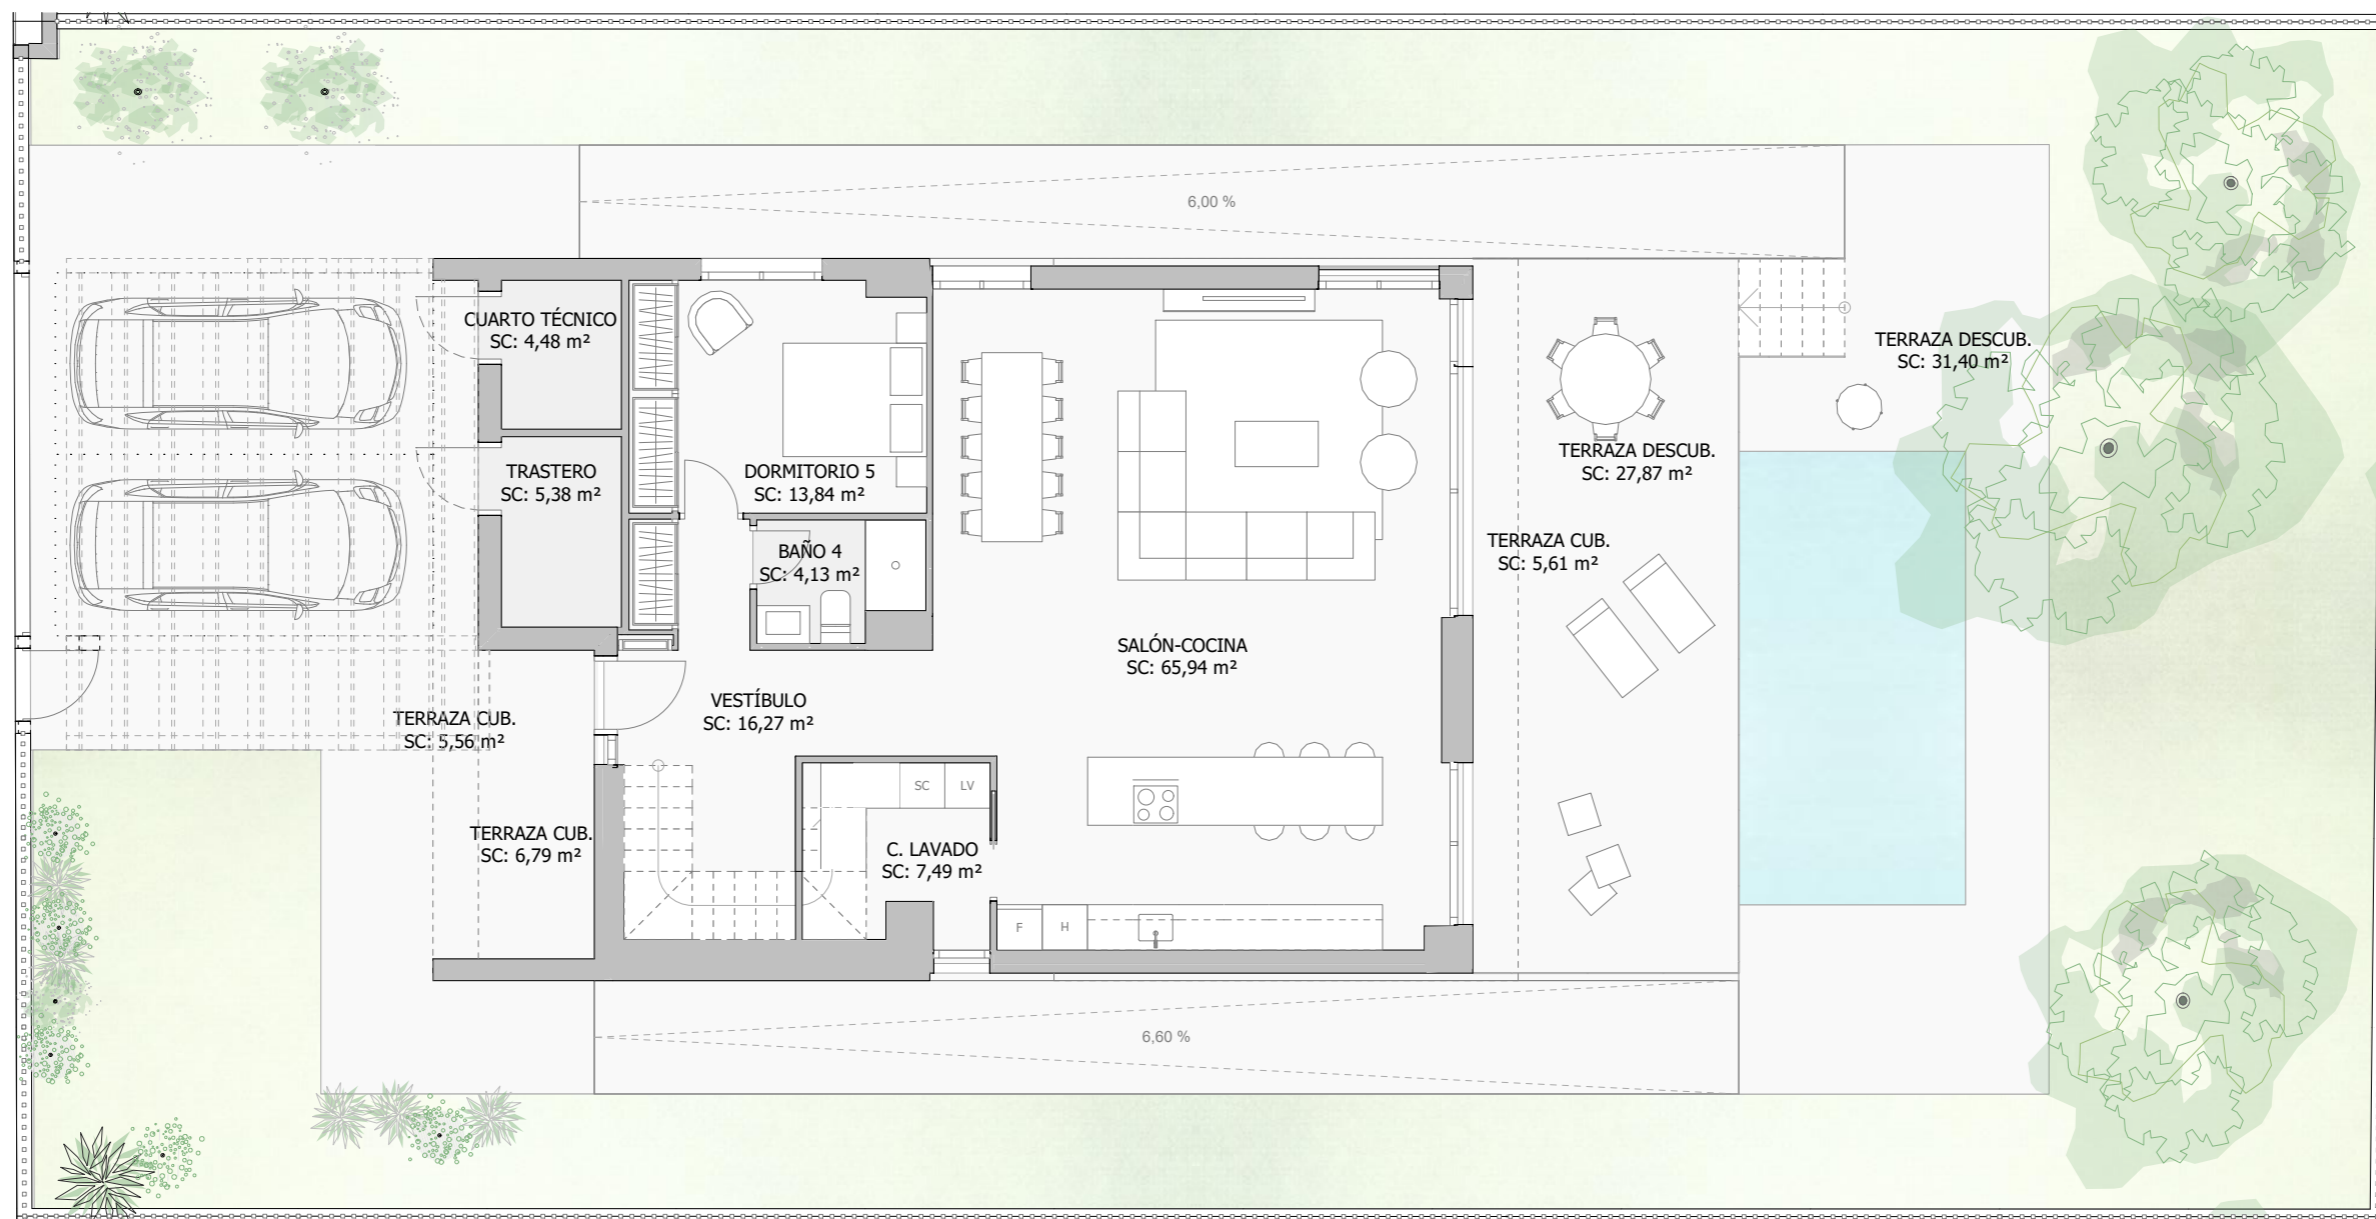 6,00 %
CUARTO TÉCNICO
SC: 4,48 m²
TERRAZA DESCUB.
SC: 31,40 m²
TRASTERO
SC: 5,38 m²
DORMITORIO 5
SC: 13,84 m²
TERRAZA DESCUB.
SC: 27,87 m²
BAÑO 4
SC: 4,13 m²
TERRAZA CUB.
SC: 5,61 m²
SALÓN-COCINA
SC: 65,94 m²
VESTÍBULO
SC: 16,27 m²
TERRAZA CUB.
SC: 5,56 m²
SC
LV
TERRAZA CUB.
SC: 6,79 m²
C. LAVADO
SC: 7,49 m²
F
H
6,60 %